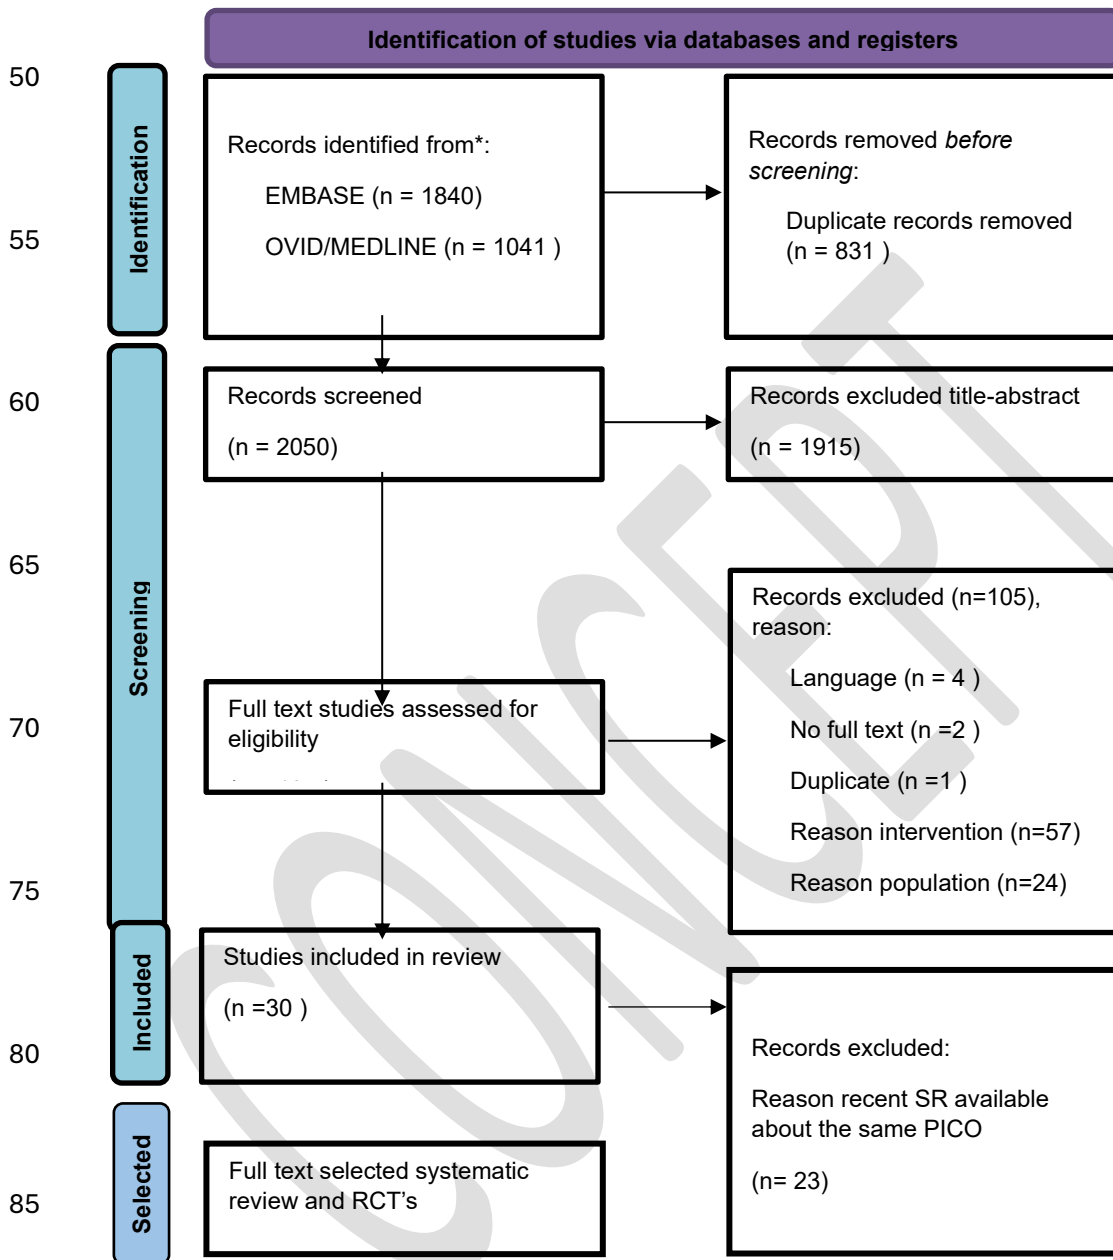 Identification of studies via databases and registers
50
55
60
65
70
75
80
85
Identification
Records identified from*:
EMBASE (n = 1840)
OVID/MEDLINE (n = 1041 )
Records removed before
screening:
Duplicate records removed
(n = 831 )
Screening
Records screened
(n = 2050)
Records excluded title-abstract
(n = 1915)
Full text studies assessed for
eligibility
Records excluded (n=105),
reason:
Language (n = 4 )
No full text (n =2 )
Duplicate (n =1 )
Reason intervention (n=57)
Reason population (n=24)
Included
Studies included in review
(n =30 )
Records excluded:
Reason recent SR available
about the same PICO
(n= 23)
Selected
Full text selected systematic
review and RCT's
CONCEPT